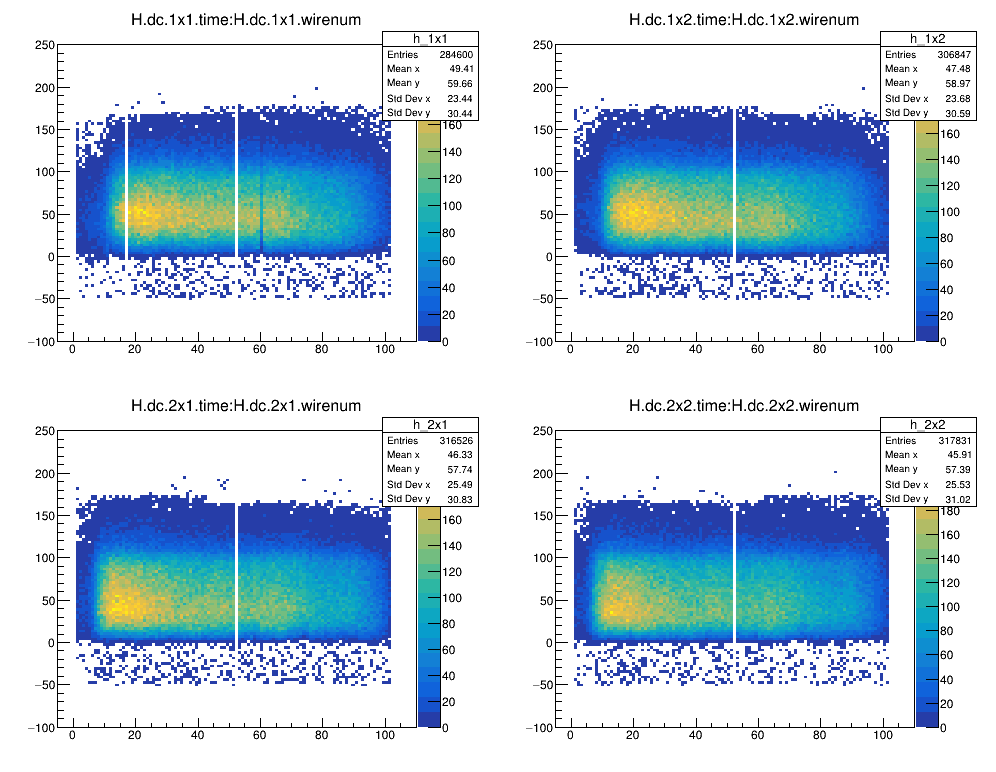 H.dc.1x1.time:H.dc.1x1.wirenum
h_1x1
Entries 284600
Mean x 49.41
Mean y 59.66
Std Dev x 23.44
Std Dev y 30.44
250
200
150
100
50
0
−50
−100
0 20 40 60 80 100
160
140
120
100
80
60
40
20
0
H.dc.1x2.time:H.dc.1x2.wirenum
h_1x2
Entries 306847
Mean x 47.48
Mean y 58.97
Std Dev x 23.68
Std Dev y 30.59
250
200
150
100
50
0
−50
−100
0 20 40 60 80 100
160
140
120
100
80
60
40
20
0
H.dc.2x1.time:H.dc.2x1.wirenum
h_2x1
Entries 316526
Mean x 46.33
Mean y 57.74
Std Dev x 25.49
Std Dev y 30.83
250
200
150
100
50
0
−50
−100
0 20 40 60 80 100
160
140
120
100
80
60
40
20
0
H.dc.2x2.time:H.dc.2x2.wirenum
h_2x2
Entries 317831
Mean x 45.91
Mean y 57.39
Std Dev x 25.53
Std Dev y 31.02
250
200
150
100
50
0
−50
−100
0 20 40 60 80 100
180
160
140
120
100
80
60
40
20
0